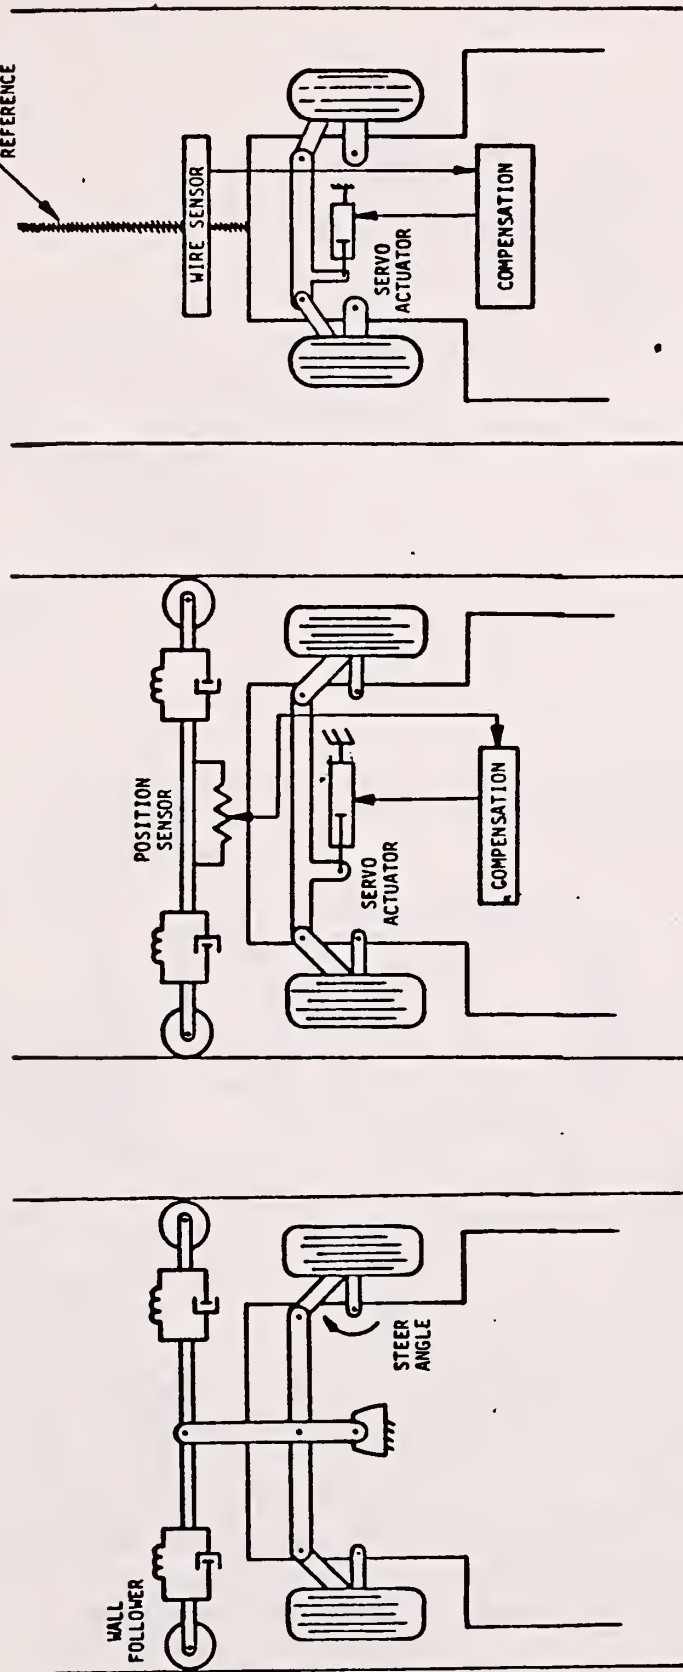 WALL
FOLLOWER
STEER
ANGLE
POSITION
SENSOR
SERVO
ACTUATOR
COMPENSATION
REFERENCE
WIRE SENSOR
SERVO
ACTUATOR
COMPENSATION